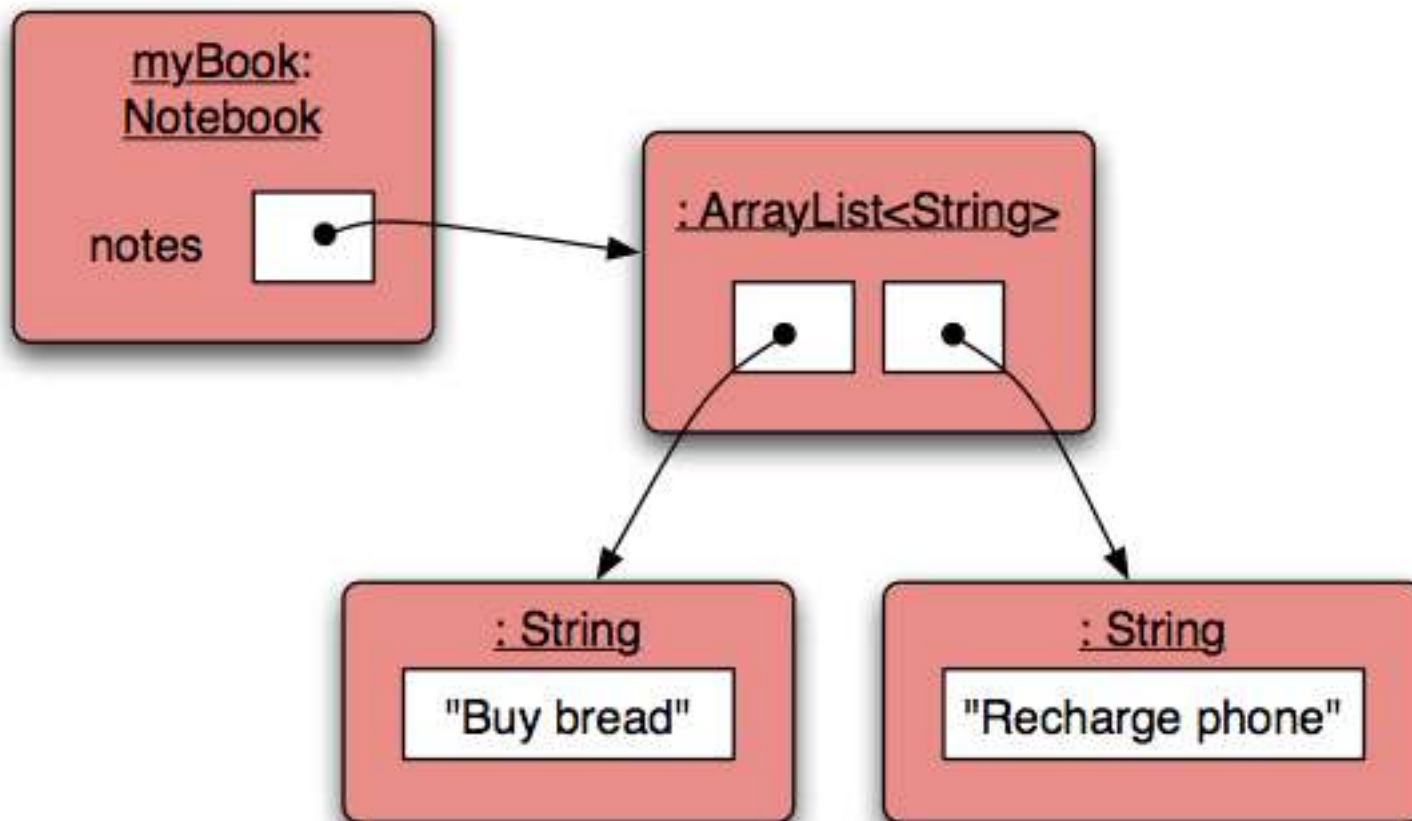 myBook:
Notebook
notes
: ArrayList<String>
: String
"Buy bread"
: String
"Recharge phone"